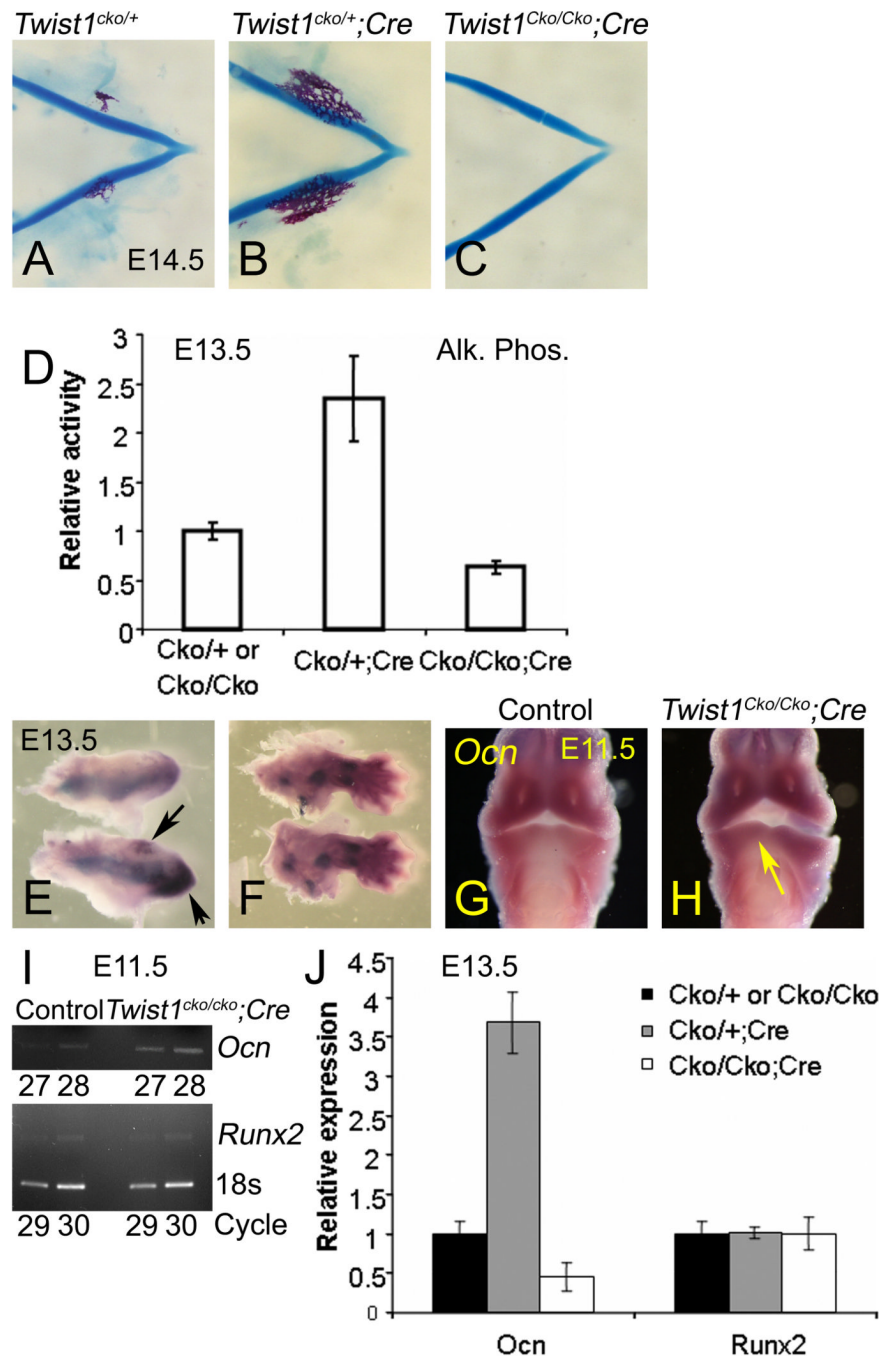 Twist1cko/+
Twist1cko/+;Cre
Twist1Cko/Cko;Cre
A
E14.5
B
C
D
E13.5
Alk. Phos.
Relative activity
3
2.5
2
1.5
1
0.5
0
Cko/+ or
Cko/Cko
Cko/+;Cre
Cko/Cko;Cre
Control
Twist1Cko/Cko;Cre
E13.5
E
F
Ocn
E11.5
G
H
I
E11.5
Control
Twist1cko/cko;Cre
Ocn
27 28 27 28
Runx2
18s
29 30 29 30 Cycle
J
E13.5
Relative expression
4.5
4
3.5
3
2.5
2
1.5
1
0.5
0
Cko/+ or Cko/Cko
Cko/+;Cre
Cko/Cko;Cre
Ocn
Runx2